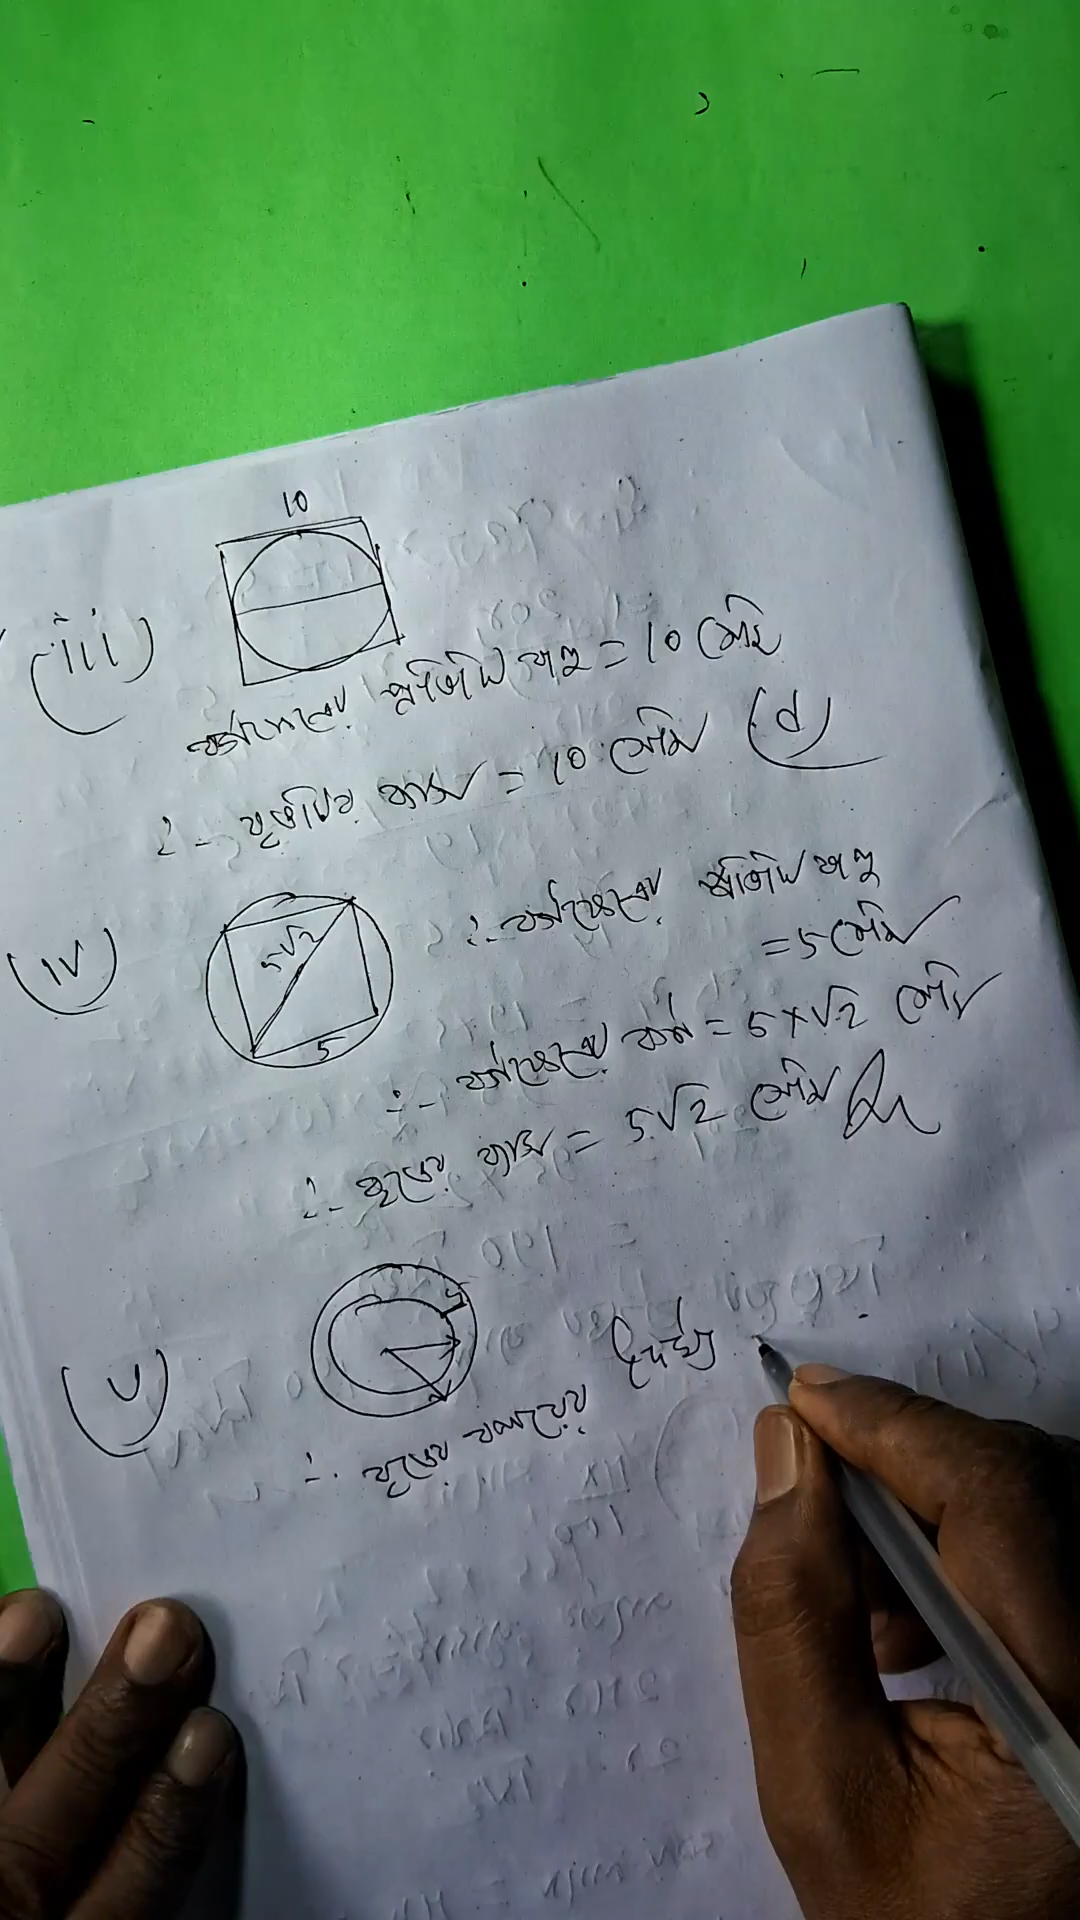 10
(iii)
বর্গক্ষেত্রের প্রতিটি বাহু = 10 সেমি
∴ বৃত্তটির ব্যাস = 10 সেমি (d)
(iv)
5√2
5
∴ বর্গক্ষেত্রের প্রতিটি বাহু
= 5 সেমি
∴ বর্গক্ষেত্রের কর্ণ = 5×√2 সেমি
∴ বৃত্তের ব্যাস = 5√2 সেমি
(v)
∴ বৃত্তের বলয়ের দৈর্ঘ্য